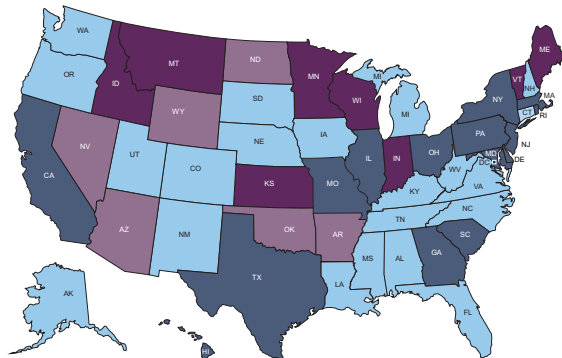 WA
OR
CA
NV
ID
MT
WY
UT
AZ
CO
NM
ND
SD
NE
KS
OK
TX
MN
IA
MO
AR
LA
WI
IL
MI
MI
IN
OH
KY
TN
MS
AL
GA
FL
SC
NC
VA
WV
PA
NY
VT
NH
ME
MA
RI
CT
NJ
DE
MD
DC
AK
HI